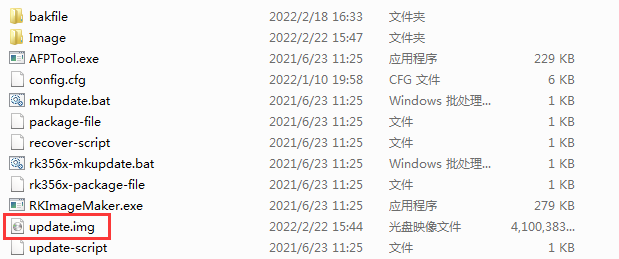 bakfile 2022/2/18 16:33 文件夹
Image 2022/2/22 15:47 文件夹
AFPTool.exe 2021/6/23 11:25 应用程序 229 KB
config.cfg 2022/1/10 19:58 CFG 文件 6 KB
mkupdate.bat 2021/6/23 11:25 Windows 批处理... 1 KB
package-file 2021/6/23 11:25 文件 1 KB
recover-script 2021/6/23 11:25 文件 1 KB
rk356x-mkupdate.bat 2021/6/23 11:25 Windows 批处理... 1 KB
rk356x-package-file 2021/6/23 11:25 文件 1 KB
RKImageMaker.exe 2021/6/23 11:25 应用程序 279 KB
update.img 2022/2/22 15:44 光盘映像文件 4,100,383...
update-script 2021/6/23 11:25 文件 1 KB